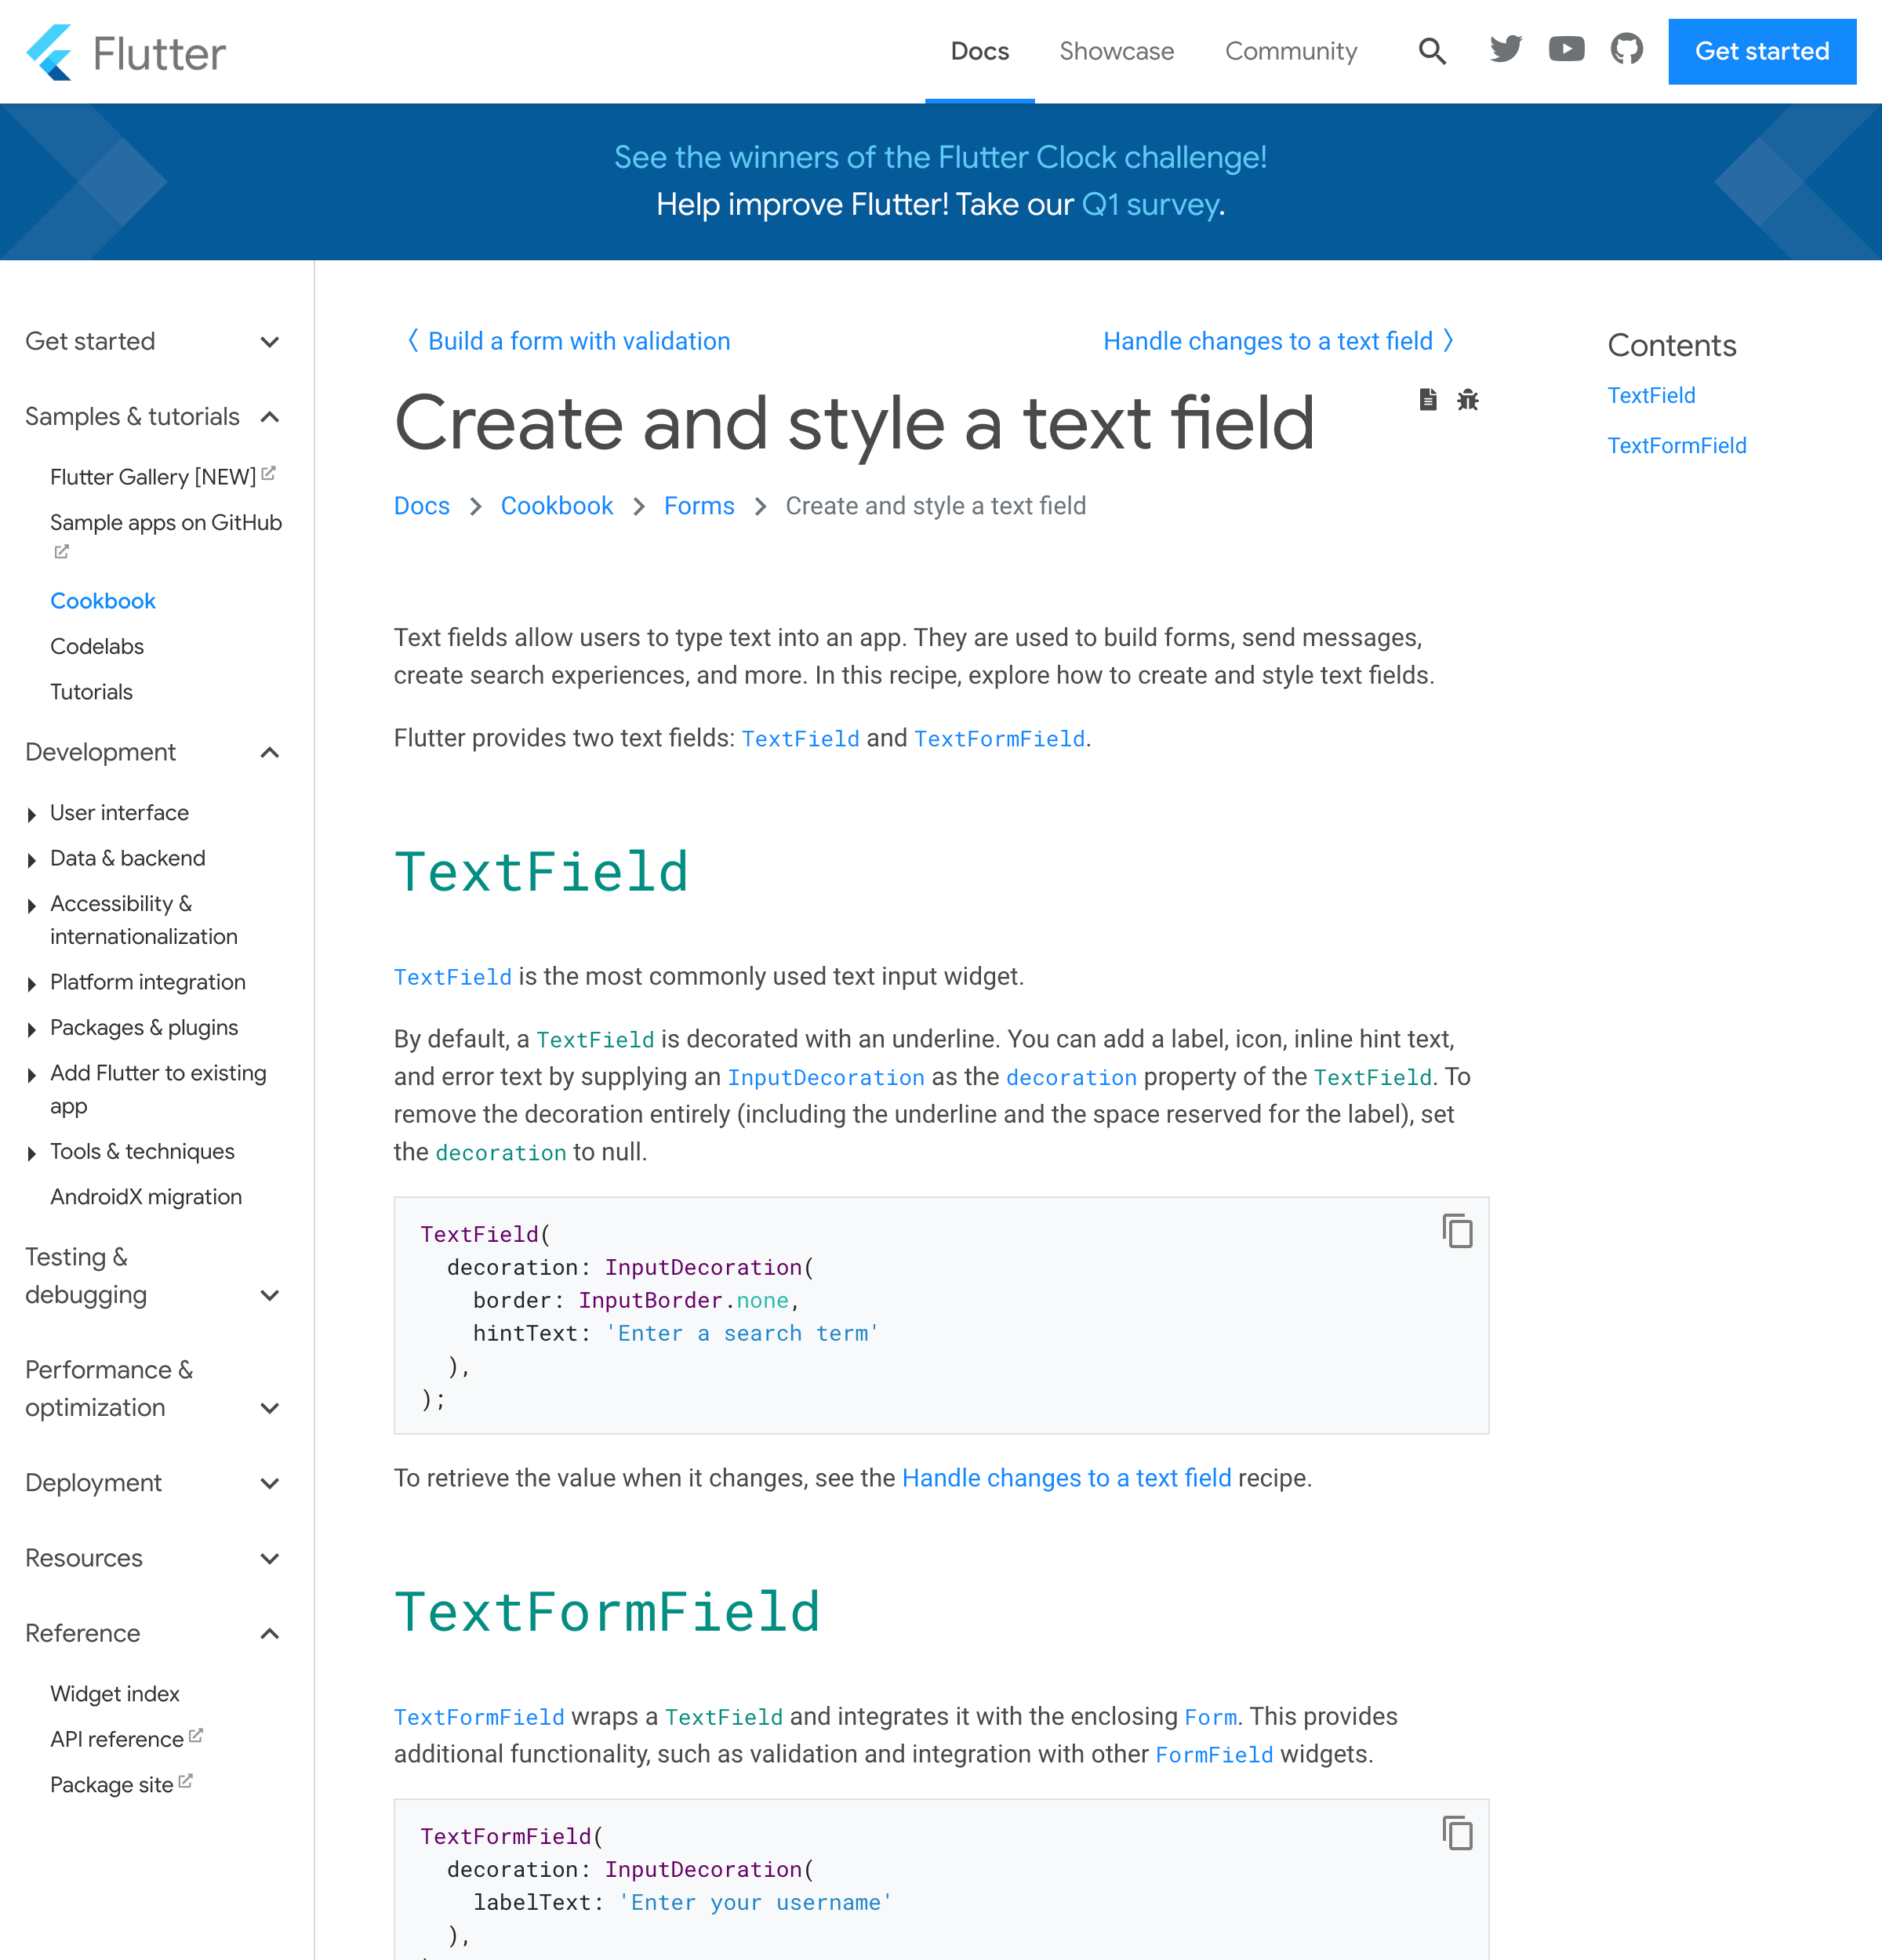 Flutter
Docs
Showcase
Community
Get started
See the winners of the Flutter Clock challenge!
Help improve Flutter! Take our Q1 survey.
Get started
Samples & tutorials
Flutter Gallery [NEW]
Sample apps on GitHub
Cookbook
Codelabs
Tutorials
Development
User interface
Data & backend
Accessibility &
internationalization
Platform integration
Packages & plugins
Add Flutter to existing
app
Tools & techniques
AndroidX migration
Testing &
debugging
Performance &
optimization
Deployment
Resources
Reference
Widget index
API reference
Package site
〈 Build a form with validation
Handle changes to a text field 〉
Create and style a text field
Docs > Cookbook > Forms > Create and style a text field
Text fields allow users to type text into an app. They are used to build forms, send messages,
create search experiences, and more. In this recipe, explore how to create and style text fields.
Flutter provides two text fields: TextField and TextFormField.
TextField
TextField is the most commonly used text input widget.
By default, a TextField is decorated with an underline. You can add a label, icon, inline hint text,
and error text by supplying an InputDecoration as the decoration property of the TextField. To
remove the decoration entirely (including the underline and the space reserved for the label), set
the decoration to null.
TextField(
  decoration: InputDecoration(
    border: InputBorder.none,
    hintText: 'Enter a search term'
  ),
);
To retrieve the value when it changes, see the Handle changes to a text field recipe.
TextFormField
TextFormField wraps a TextField and integrates it with the enclosing Form. This provides
additional functionality, such as validation and integration with other FormField widgets.
TextFormField(
  decoration: InputDecoration(
    labelText: 'Enter your username'
  ),
Contents
TextField
TextFormField